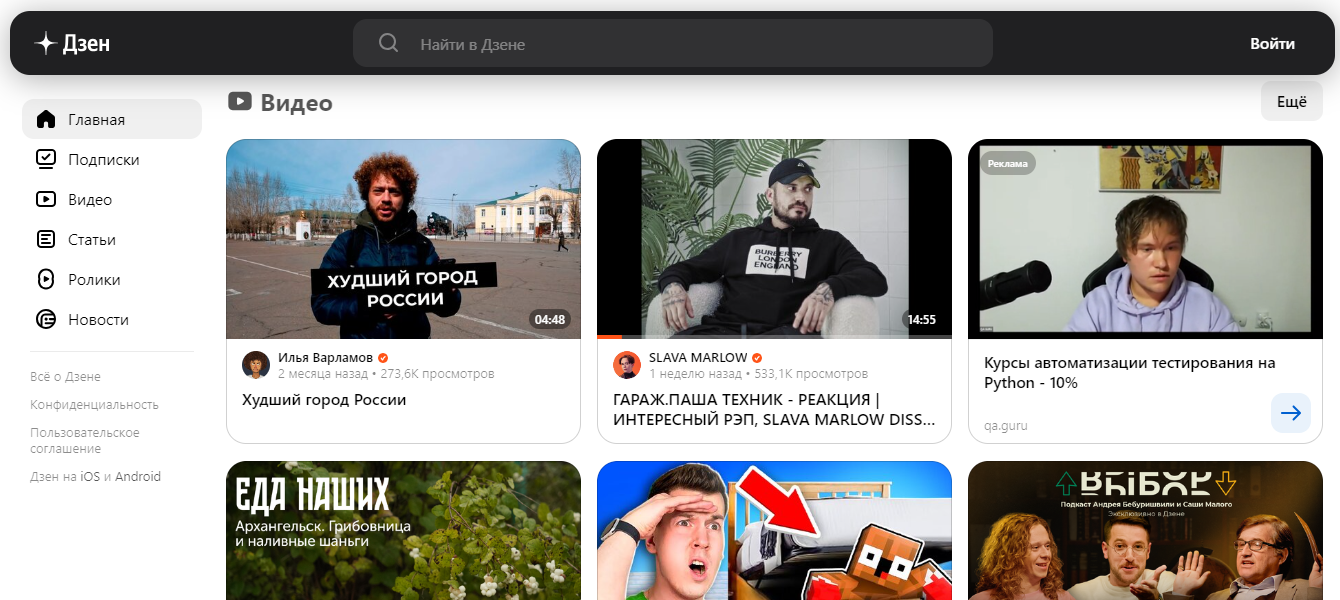 Дзен
Найти в Дзене
Войти
Главная
Подписки
Видео
Статьи
Ролики
Новости
Всё о Дзене
Конфиденциальность
Пользовательское
соглашение
Дзен на iOS и Android
Видео
Ещё
ХУДШИЙ ГОРОД
РОССИИ
04:48
Илья Варламов
2 месяца назад • 273,6K просмотров
Худший город России
BURBERRY
LONDON
ENGLAND
14:55
SLAVA MARLOW
1 неделю назад • 533,1K просмотров
ГАРАЖ.ПАША ТЕХНИК - РЕАКЦИЯ |
ИНТЕРЕСНЫЙ РЭП, SLAVA MARLOW DISS...
Реклама
Курсы автоматизации тестирования на
Python - 10%
qa.guru
ЕДА НАШИХ
Архангельск. Грибовница
и наливные шаньги
ВЫБОР
Подкаст Андрея Бебуришвили и Саши Малого
Эксклюзивно в Дзене